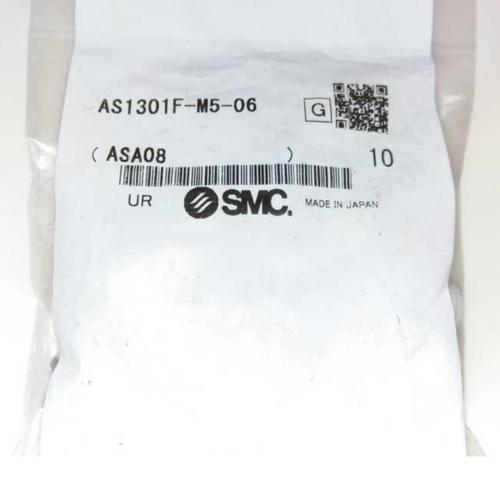 AS1301F-M5-06 G
( ASA08 ) 10
UR SMC. MADE IN JAPAN